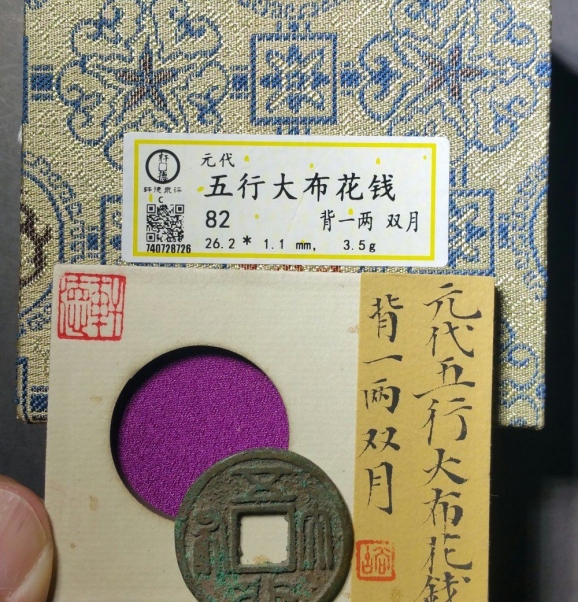 元代
五行大布花钱
82 背一两 双月
26.2 * 1.1 mm, 3.5g
C
740728726
元代五行大布花钱
背一两双月